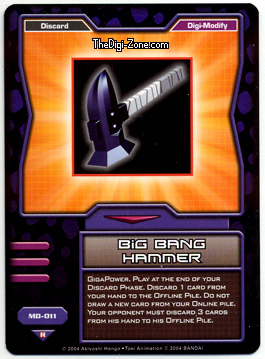 Discard
Digi-Modify
TheDigi-Zone.com
BIG BANG
HAMMER
GigaPower. Play at the end of your
Discard Phase. Discard 1 card from
your hand to the Offline Pile. Do not
draw a new card from your Online pile.
Your opponent must discard 3 cards
from his hand to his Offline Pile.
MD-011
R
© 2004 Akiyoshi Hongo • Toei Animation © 2004 BANDAI